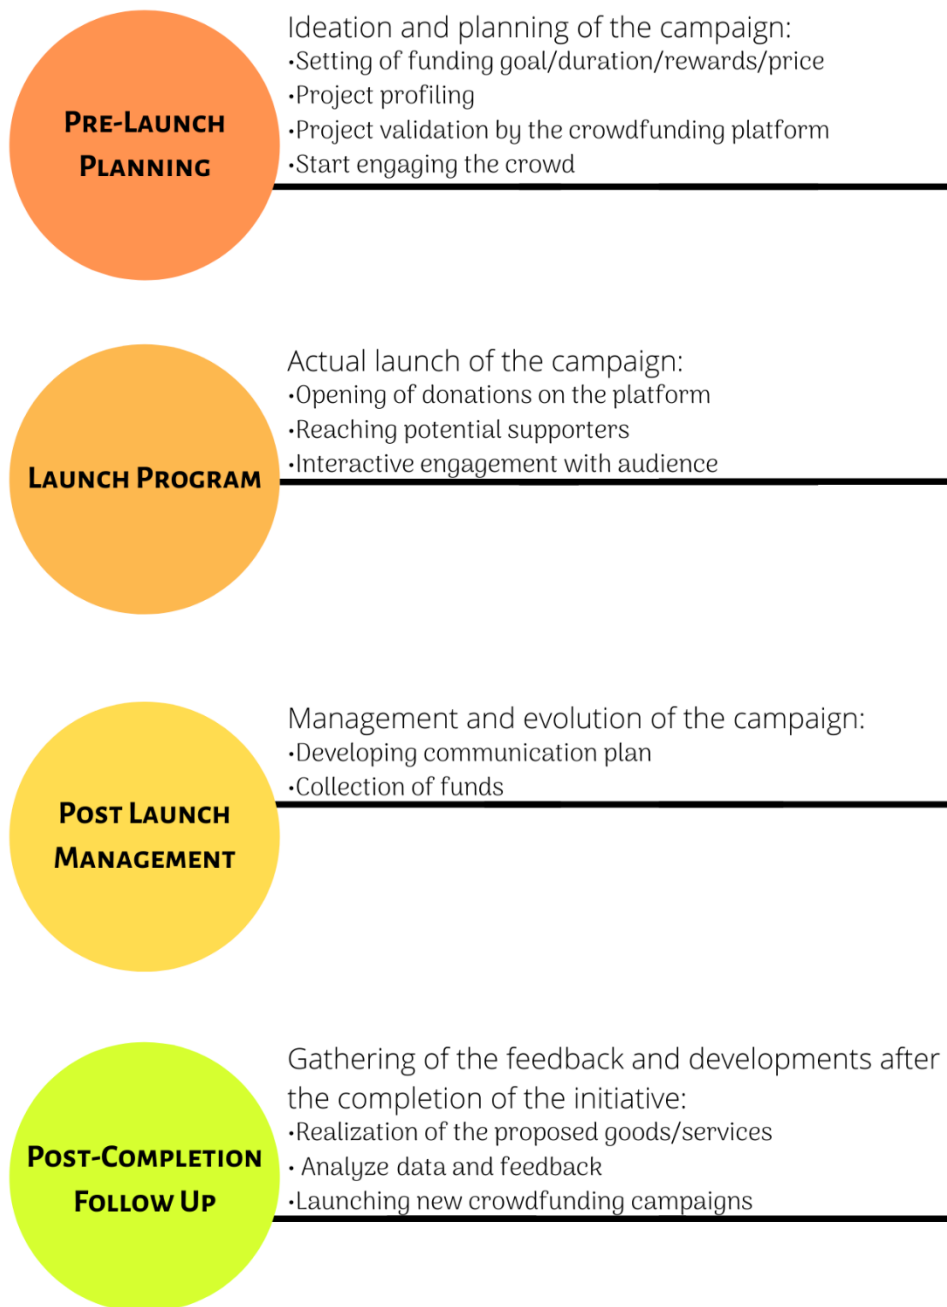 PRE-LAUNCH
PLANNING
Ideation and planning of the campaign:
•Setting of funding goal/duration/rewards/price
•Project profiling
•Project validation by the crowdfunding platform
•Start engaging the crowd
LAUNCH PROGRAM
Actual launch of the campaign:
•Opening of donations on the platform
•Reaching potential supporters
•Interactive engagement with audience
POST LAUNCH
MANAGEMENT
Management and evolution of the campaign:
•Developing communication plan
•Collection of funds
POST-COMPLETION
FOLLOW UP
Gathering of the feedback and developments after
the completion of the initiative:
•Realization of the proposed goods/services
• Analyze data and feedback
•Launching new crowdfunding campaigns